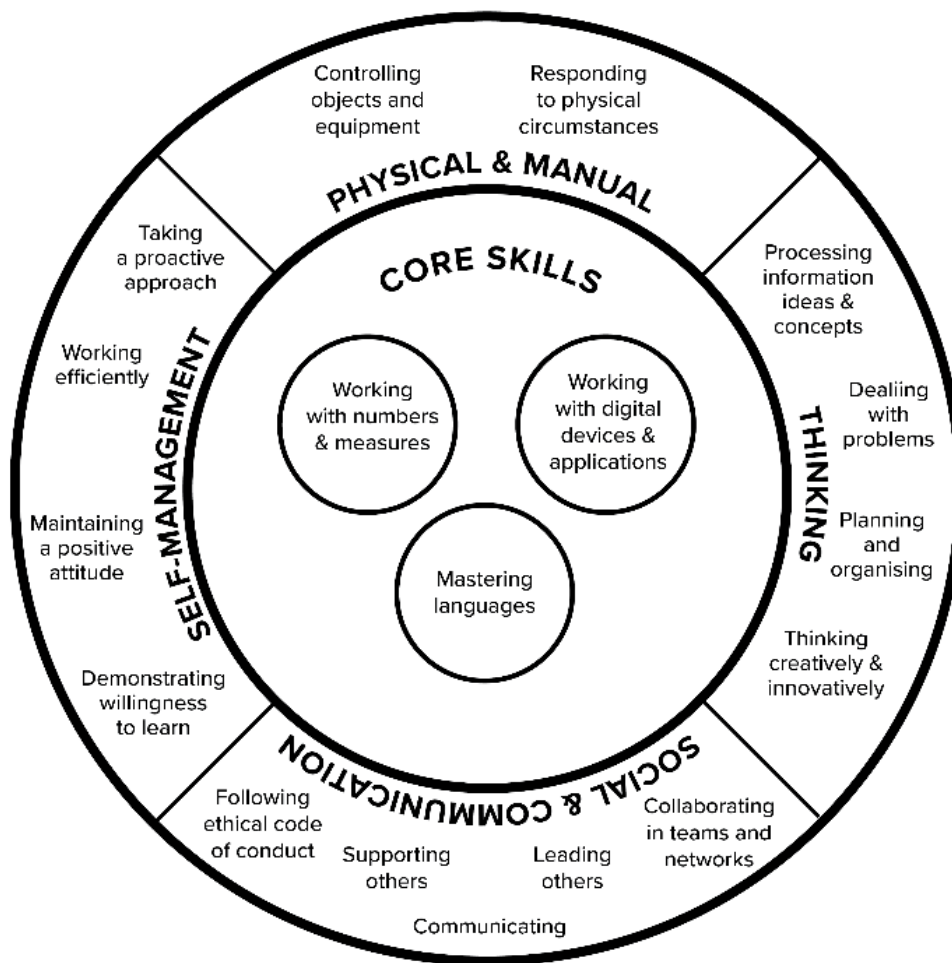 Controlling
objects and
equipment
Responding
to physical
circumstances
PHYSICAL & MANUAL
Taking
a proactive
approach
Working
efficiently
Maintaining
a positive
attitude
Demonstrating
willingness
to learn
SELF-MANAGEMENT
CORE SKILLS
Working
with numbers
& measures
Working
with digital
devices &
applications
Mastering
languages
THINKING
Processing
information
ideas &
concepts
Dealiing
with
problems
Planning
and
organising
Thinking
creatively &
innovatively
SOCIAL & COMMUNICATION
Following
ethical code
of conduct
Supporting
others
Communicating
Leading
others
Collaborating
in teams and
networks